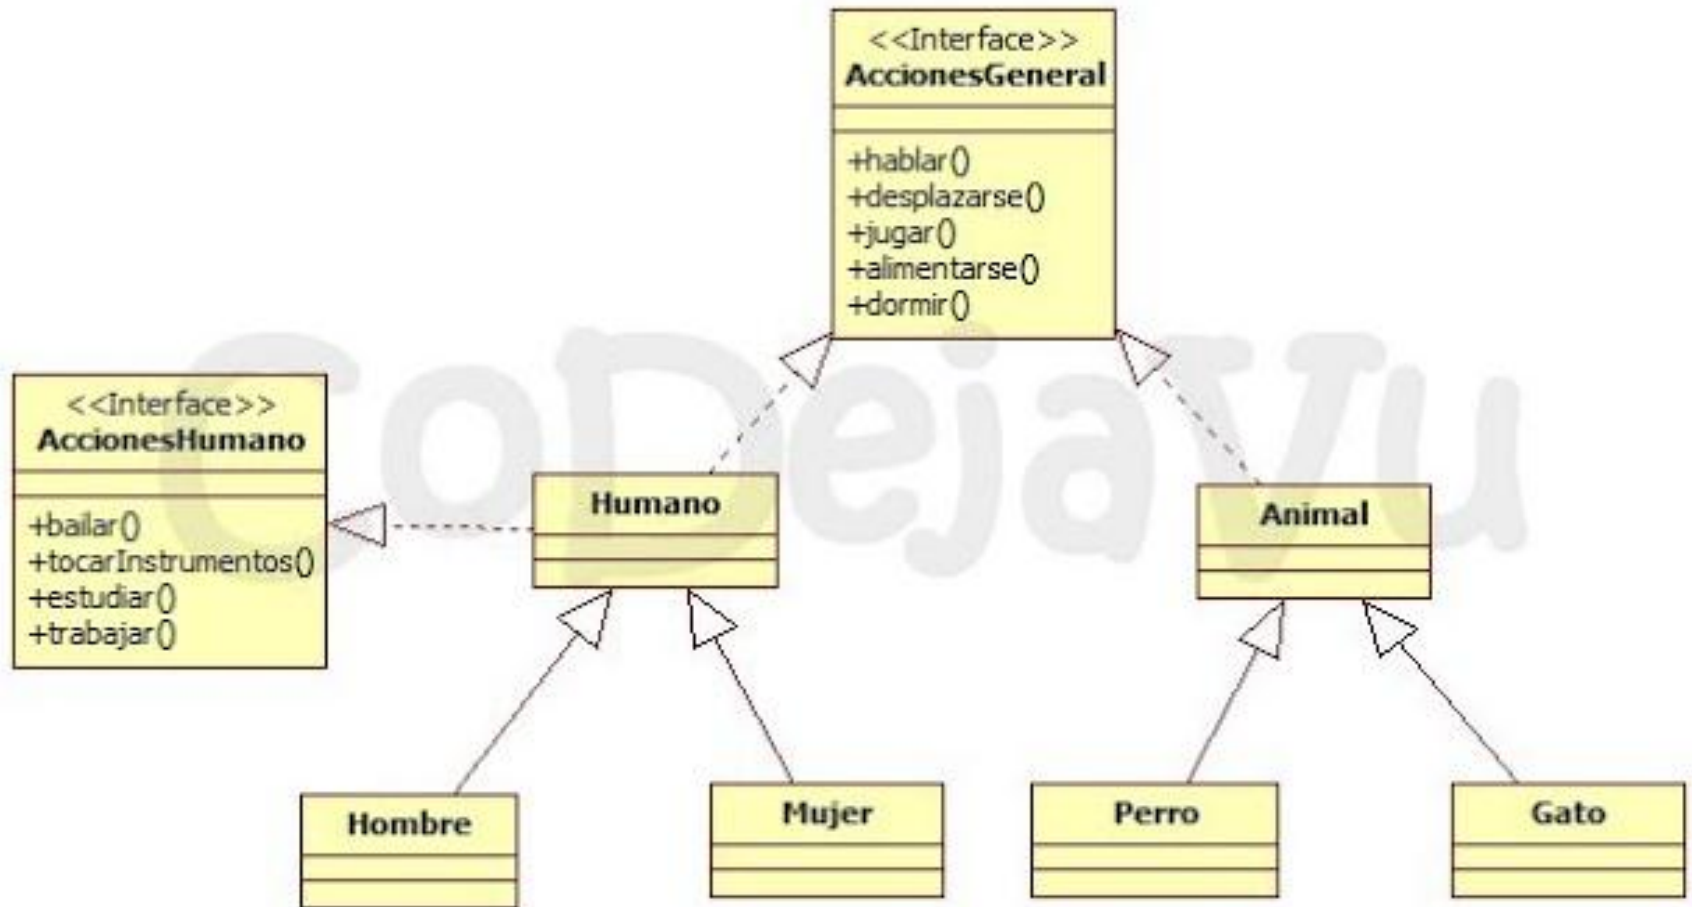 <<Interface>>
AccionesGeneral
+hablar()
+desplazarse()
+jugar()
+alimentarse()
+dormir()
<<Interface>>
AccionesHumano
+bailar()
+tocarInstrumentos()
+estudiar()
+trabajar()
Humano
Animal
Hombre
Mujer
Perro
Gato
CoDejaVu